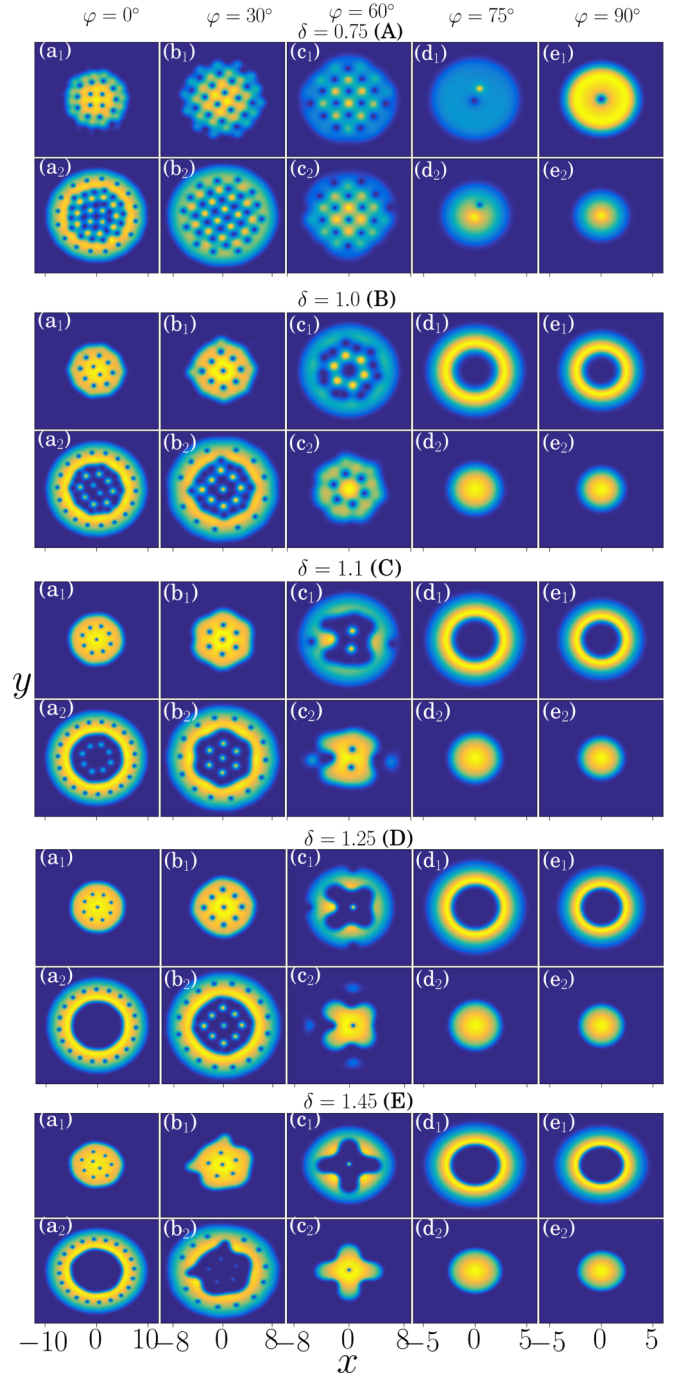 φ = 0° φ = 30° φ = 60° φ = 75° φ = 90°
δ = 0.75 (A)
(a₁) (b₁) (c₁) (d₁) (e₁)
(a₂) (b₂) (c₂) (d₂) (e₂)
δ = 1.0 (B)
(a₁) (b₁) (c₁) (d₁) (e₁)
(a₂) (b₂) (c₂) (d₂) (e₂)
δ = 1.1 (C)
(a₁) (b₁) (c₁) (d₁) (e₁)
y
(a₂) (b₂) (c₂) (d₂) (e₂)
δ = 1.25 (D)
(a₁) (b₁) (c₁) (d₁) (e₁)
(a₂) (b₂) (c₂) (d₂) (e₂)
δ = 1.45 (E)
(a₁) (b₁) (c₁) (d₁) (e₁)
(a₂) (b₂) (c₂) (d₂) (e₂)
−10 0 10 −8 0 −8 0 8 −5 0 −5 0 5
x